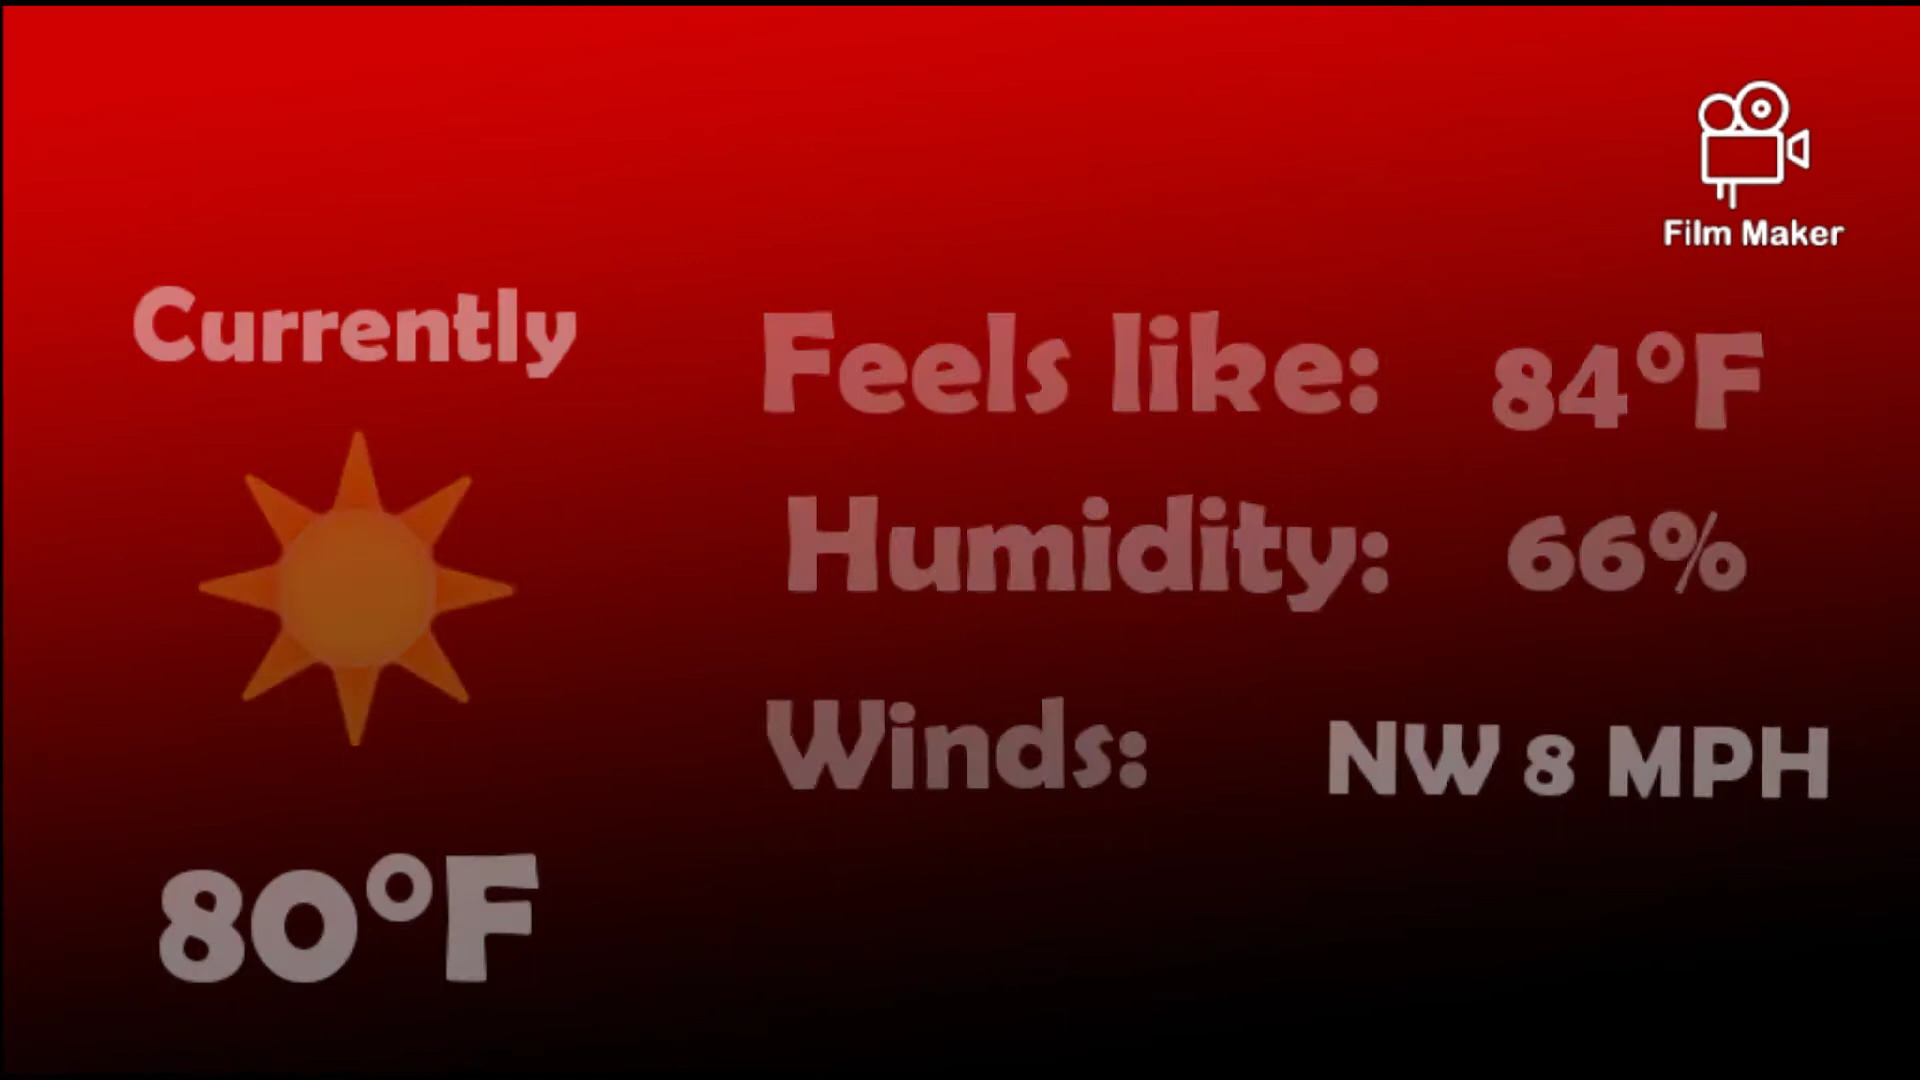 Film Maker
Currently
80°F
Feels like: 84°F
Humidity: 66%
Winds: NW 8 MPH